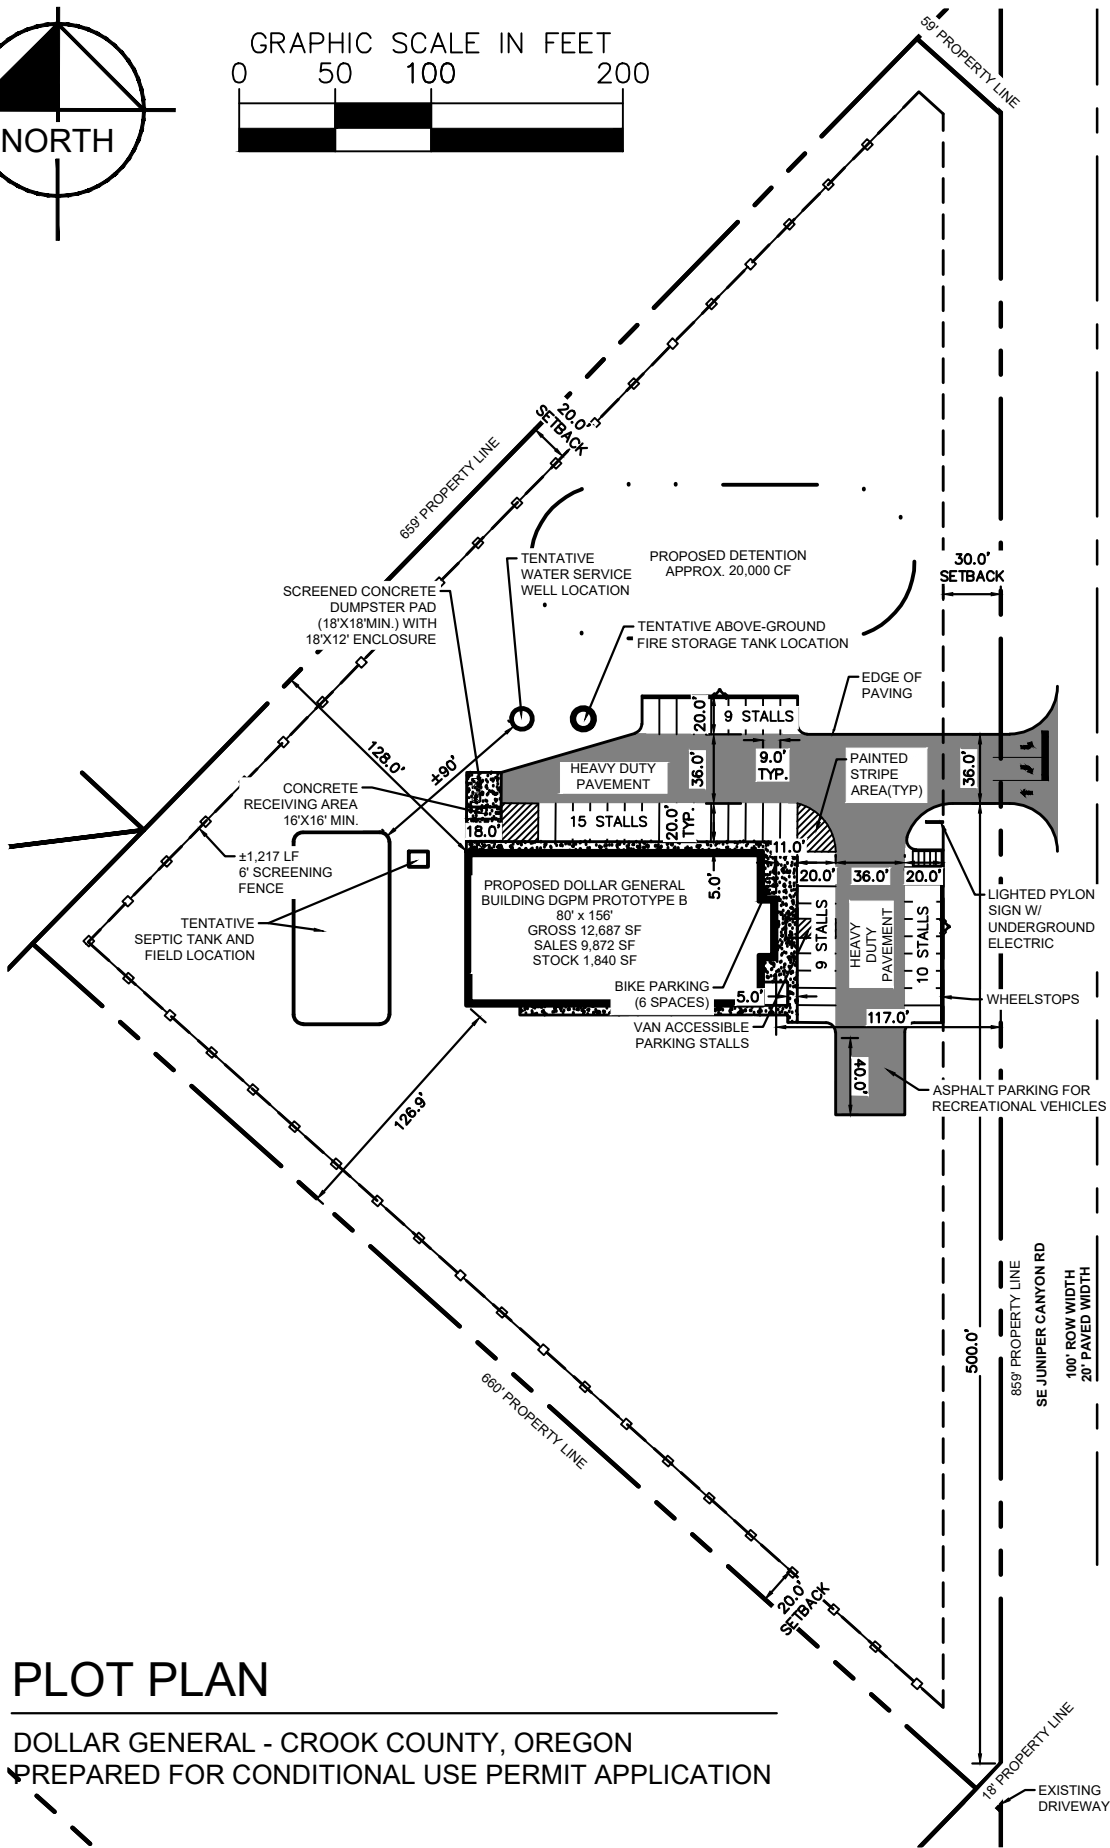 GRAPHIC SCALE IN FEET
0 50 100 200
NORTH
59' PROPERTY LINE
20.0'
SETBACK
659' PROPERTY LINE
TENTATIVE
WATER SERVICE
WELL LOCATION
PROPOSED DETENTION
APPROX. 20,000 CF
30.0'
SETBACK
SCREENED CONCRETE
DUMPSTER PAD
(18'X18'MIN.) WITH
18'X12' ENCLOSURE
TENTATIVE ABOVE-GROUND
FIRE STORAGE TANK LOCATION
EDGE OF
PAVING
20.0'
9 STALLS
128.0'
±90'
HEAVY DUTY
PAVEMENT
36.0'
9.0'
TYP.
PAINTED
STRIPE
AREA(TYP)
36.0'
CONCRETE
RECEIVING AREA
16'X16' MIN.
18.0'
15 STALLS
20.0'
TYP.
11.0'
±1,217 LF
6' SCREENING
FENCE
5.0'
20.0'
36.0'
20.0'
PROPOSED DOLLAR GENERAL
BUILDING DGPM PROTOTYPE B
80' x 156'
GROSS 12,687 SF
SALES 9,872 SF
STOCK 1,840 SF
9 STALLS
HEAVY
DUTY
PAVEMENT
10 STALLS
LIGHTED PYLON
SIGN W/
UNDERGROUND
ELECTRIC
TENTATIVE
SEPTIC TANK AND
FIELD LOCATION
BIKE PARKING
(6 SPACES)
5.0'
WHEELSTOPS
VAN ACCESSIBLE
PARKING STALLS
117.0'
40.0'
ASPHALT PARKING FOR
RECREATIONAL VEHICLES
126.9'
500.0'
859' PROPERTY LINE
SE JUNIPER CANYON RD
100' ROW WIDTH
20' PAVED WIDTH
660' PROPERTY LINE
20.0'
SETBACK
PLOT PLAN
DOLLAR GENERAL - CROOK COUNTY, OREGON
PREPARED FOR CONDITIONAL USE PERMIT APPLICATION
18' PROPERTY LINE
EXISTING
DRIVEWAY